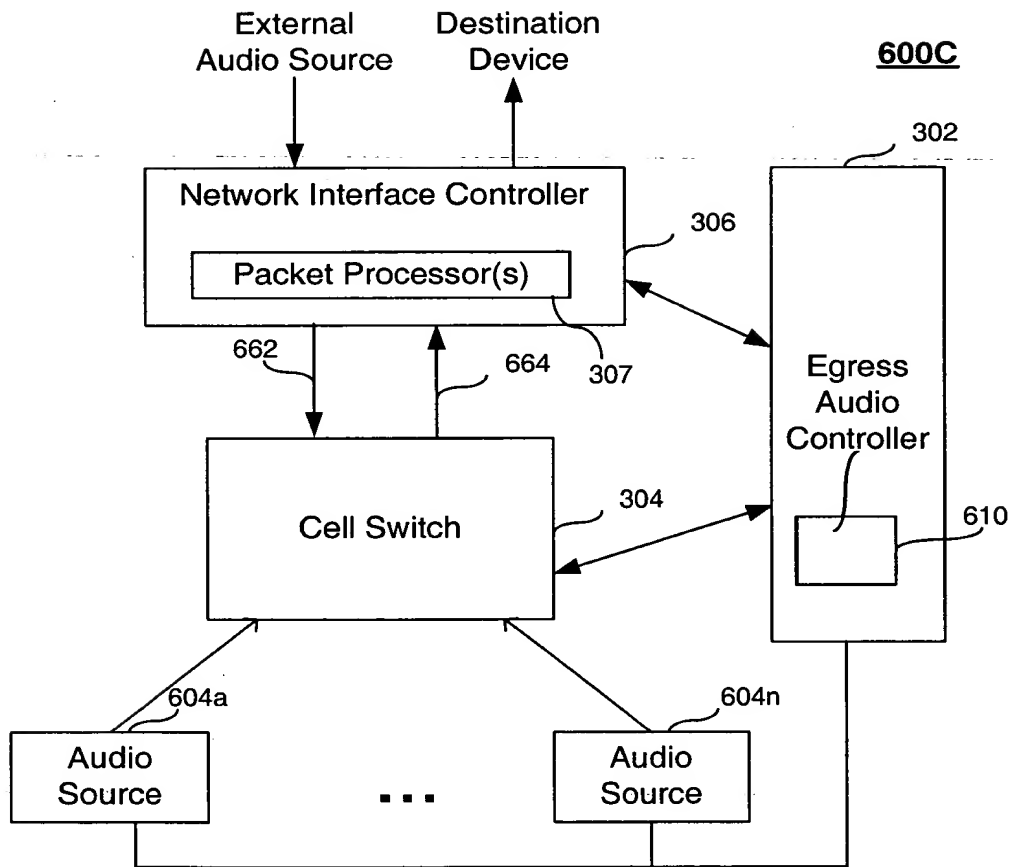 External
Audio Source
Destination
Device
600C
302
Network Interface Controller
306
Packet Processor(s)
662
664
307
Egress
Audio
Controller
Cell Switch
304
610
604a
604n
Audio
Source
...
Audio
Source